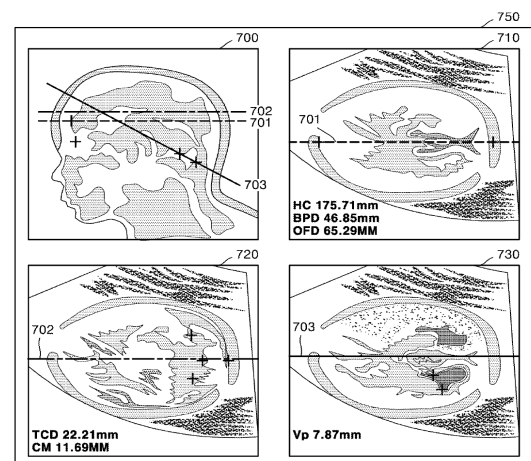 750
700
710
702
701
703
701
HC 175.71mm
BPD 46.85mm
OFD 65.29MM
720
730
702
703
TCD 22.21mm
CM 11.69MM
Vp 7.87mm